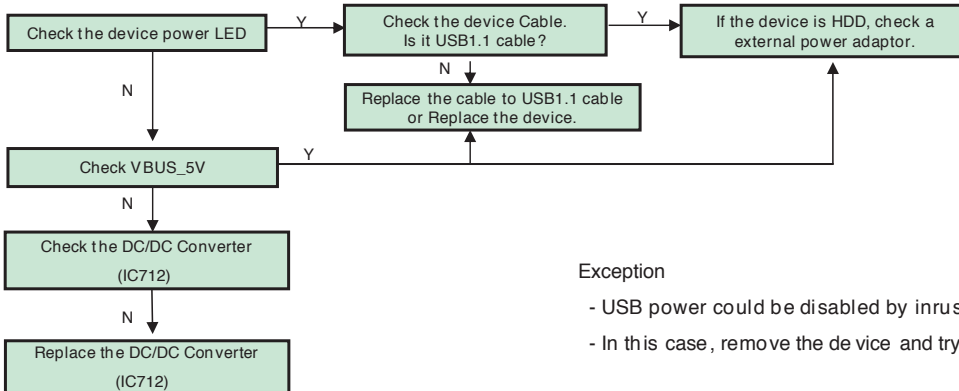 Check the device power LED
Y
Check the device Cable.
Is it USB1.1 cable?
Y
If the device is HDD, check a
external power adaptor.
N
N
Replace the cable to USB1.1 cable
or Replace the device.
Check VBUS_5V
Y
N
Check the DC/DC Converter
(IC712)
N
Replace the DC/DC Converter
(IC712)
Exception
- USB power could be disabled by
- In this case, remove the device and try